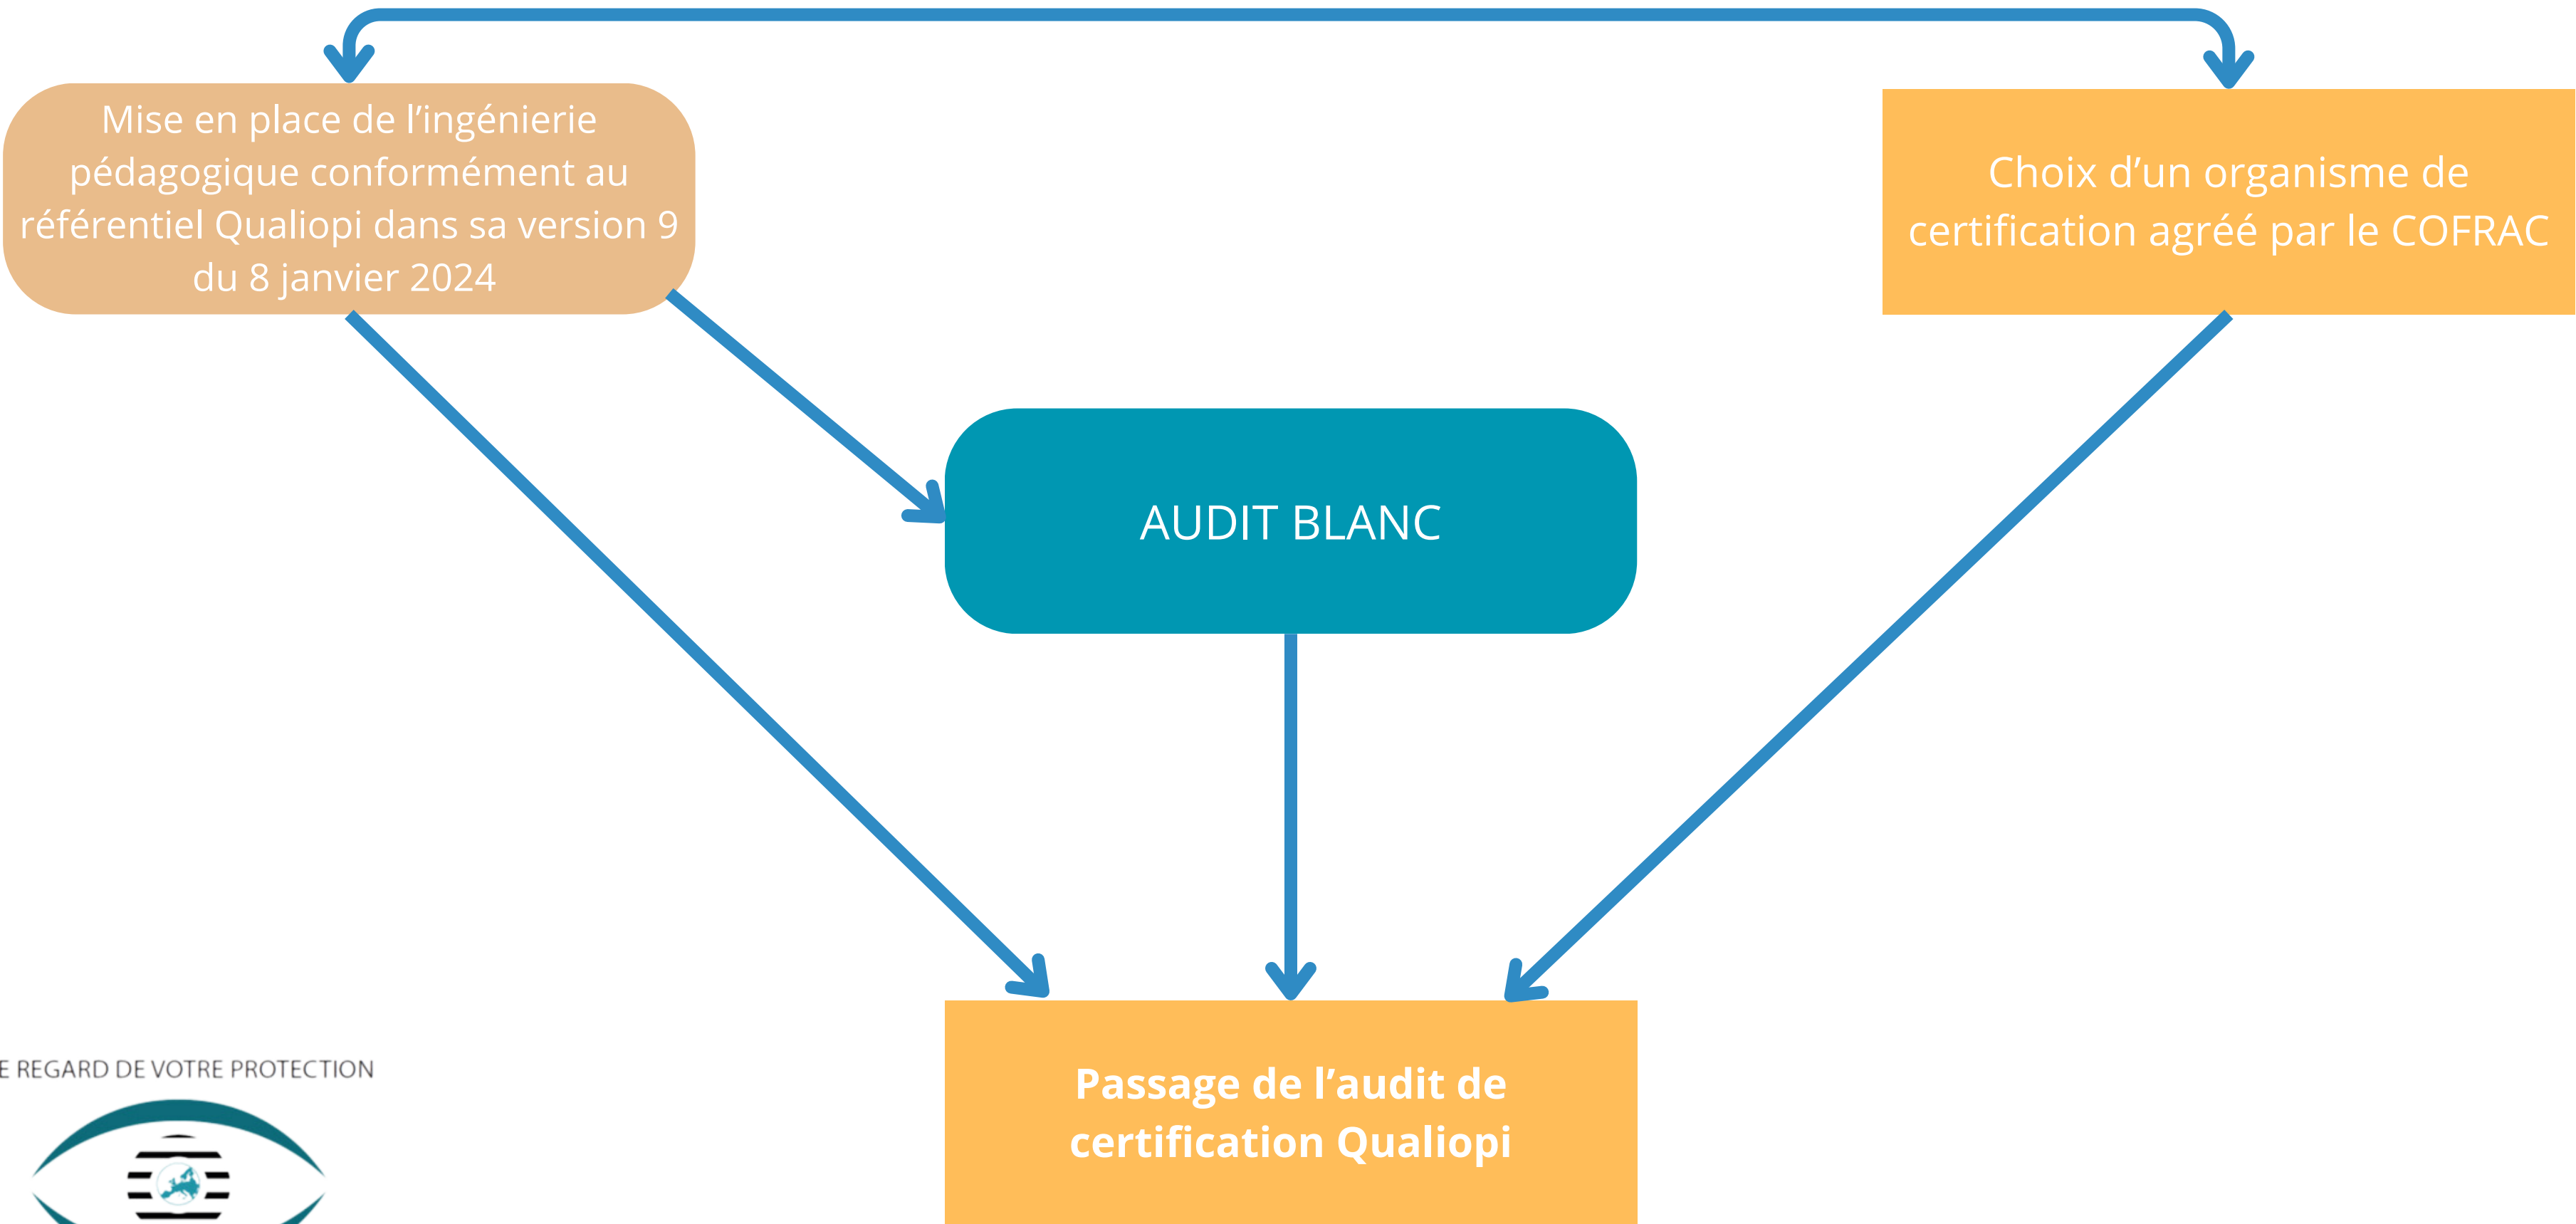 Mise en place de l’ingénierie
pédagogique conformément au
référentiel Qualiopi dans sa version 9
du 8 janvier 2024
Choix d’un organisme de
certification agréé par le COFRAC
AUDIT BLANC
Passage de l’audit de
certification Qualiopi
E REGARD DE VOTRE PROTECTION